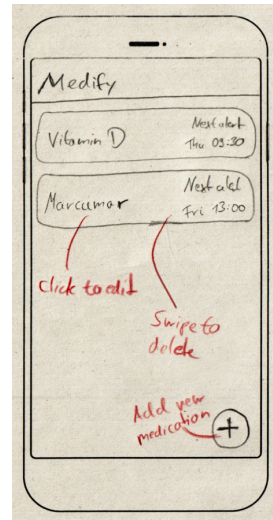 Medify
Vitamin D
Next alert
Thu 09:30
Marcumar
Next alert
Fri 13:00
Click to edit
Swipe to
delete
Add new
medication
+